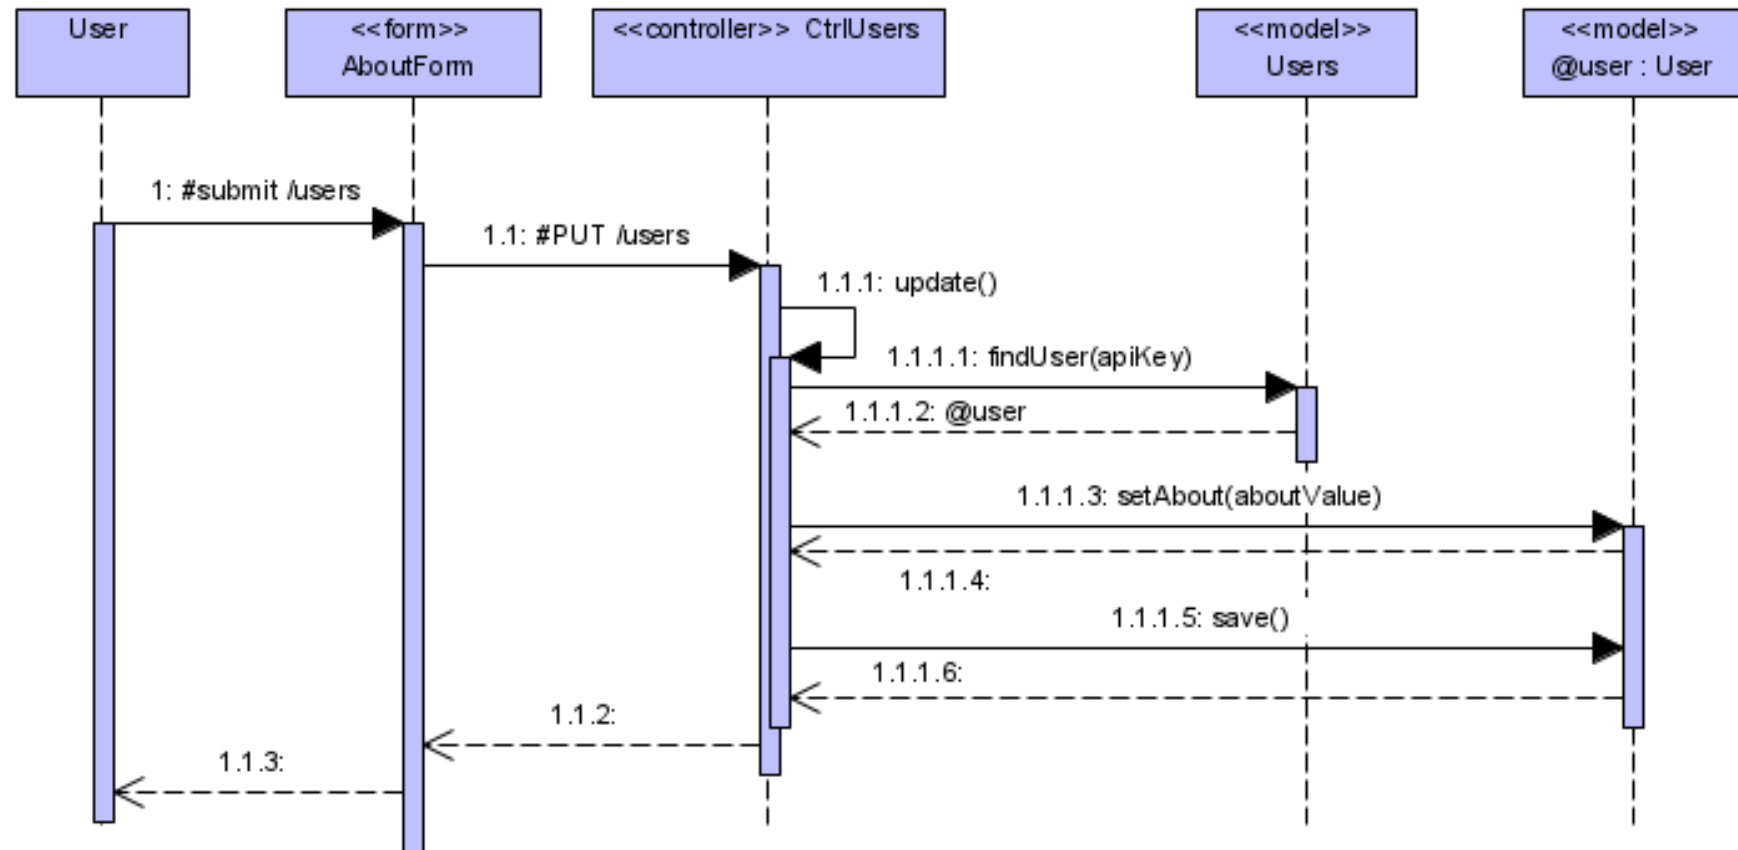 User
<<form>>
AboutForm
<<controller>> CtrlUsers
<<model>>
Users
<<model>>
@user : User
1: #submit /users
1.1: #PUT /users
1.1.1: update()
1.1.1.1: findUser(apiKey)
1.1.1.2: @user
1.1.1.3: setAbout(aboutValue)
1.1.1.4:
1.1.1.5: save()
1.1.1.6:
1.1.2:
1.1.3: